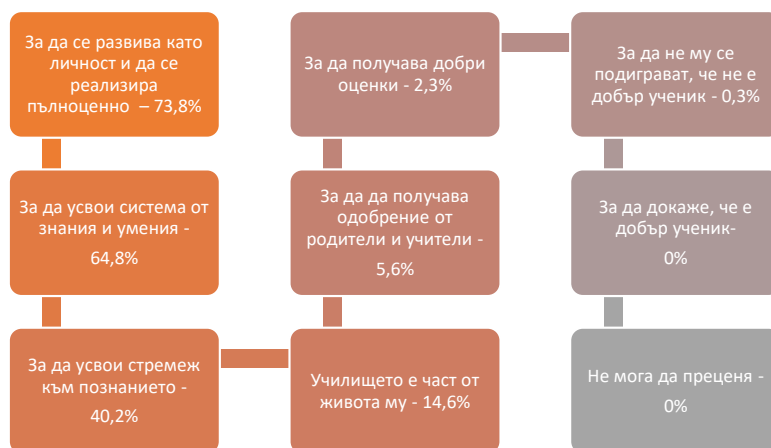 За да се развива като
личност и да се
реализира
пълноценно – 73,8%
За да усвои система от
знания и умения -
64,8%
За да усвои стремеж
към познанието -
40,2%
Училището е част от
живота му - 14,6%
За да да получава
одобрение от
родители и учители -
5,6%
За да получава добри
оценки - 2,3%
За да не му се
подиграват, че не е
добър ученик - 0,3%
За да докаже, че е
добър ученик-
0%
Не мога да преценя -
0%